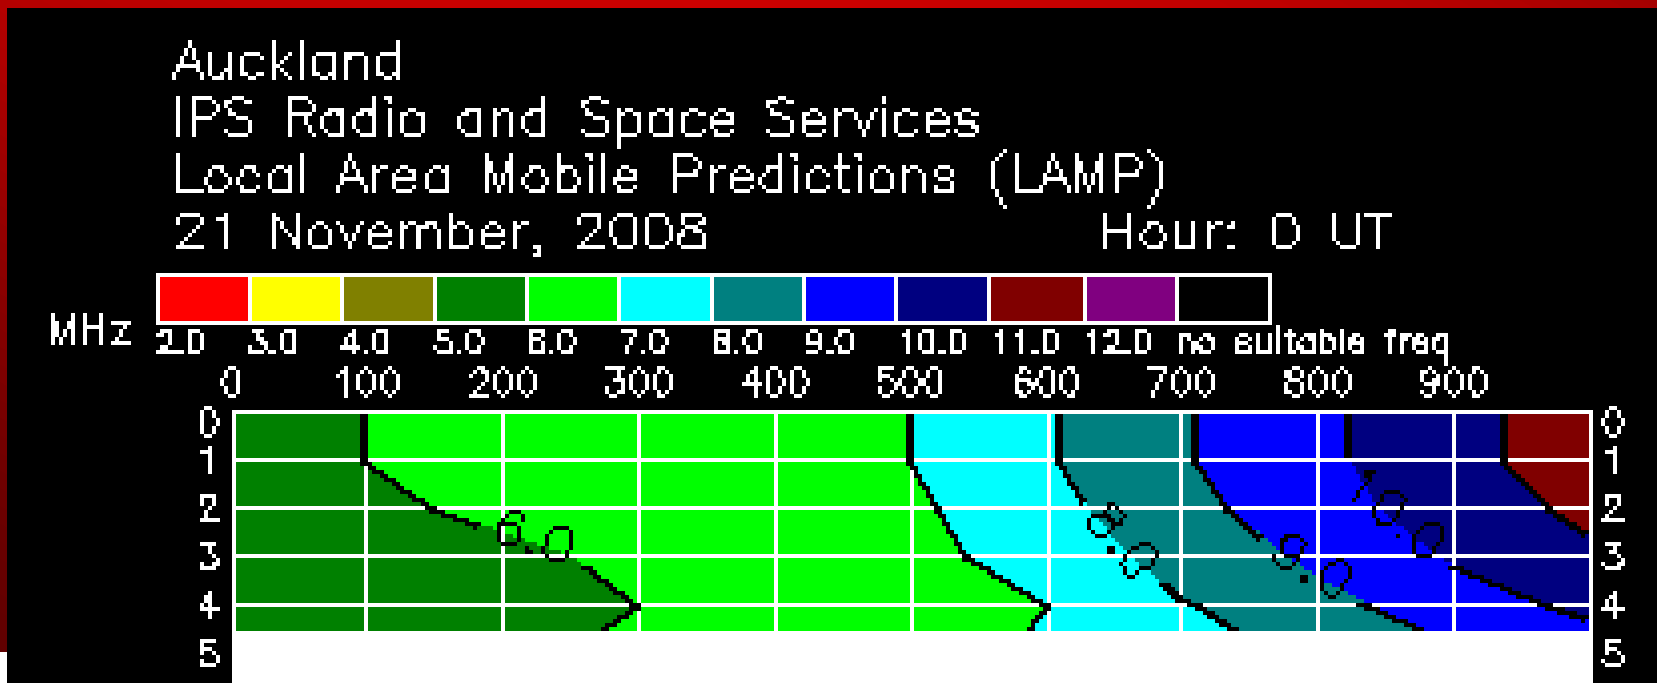 Auckland
IPS Radio and Space Services
Local Area Mobile Predictions (LAMP)
21 November, 2008 Hour: 0 UT
MHz 2.0 3.0 4.0 5.0 6.0 7.0 8.0 9.0 10.0 11.0 12.0 no suitable freq
0 100 200 300 400 500 600 700 800 900
0 0
1 1
2 6.0 8.0 9.0 10.0 2
3 3
4 4
5 5